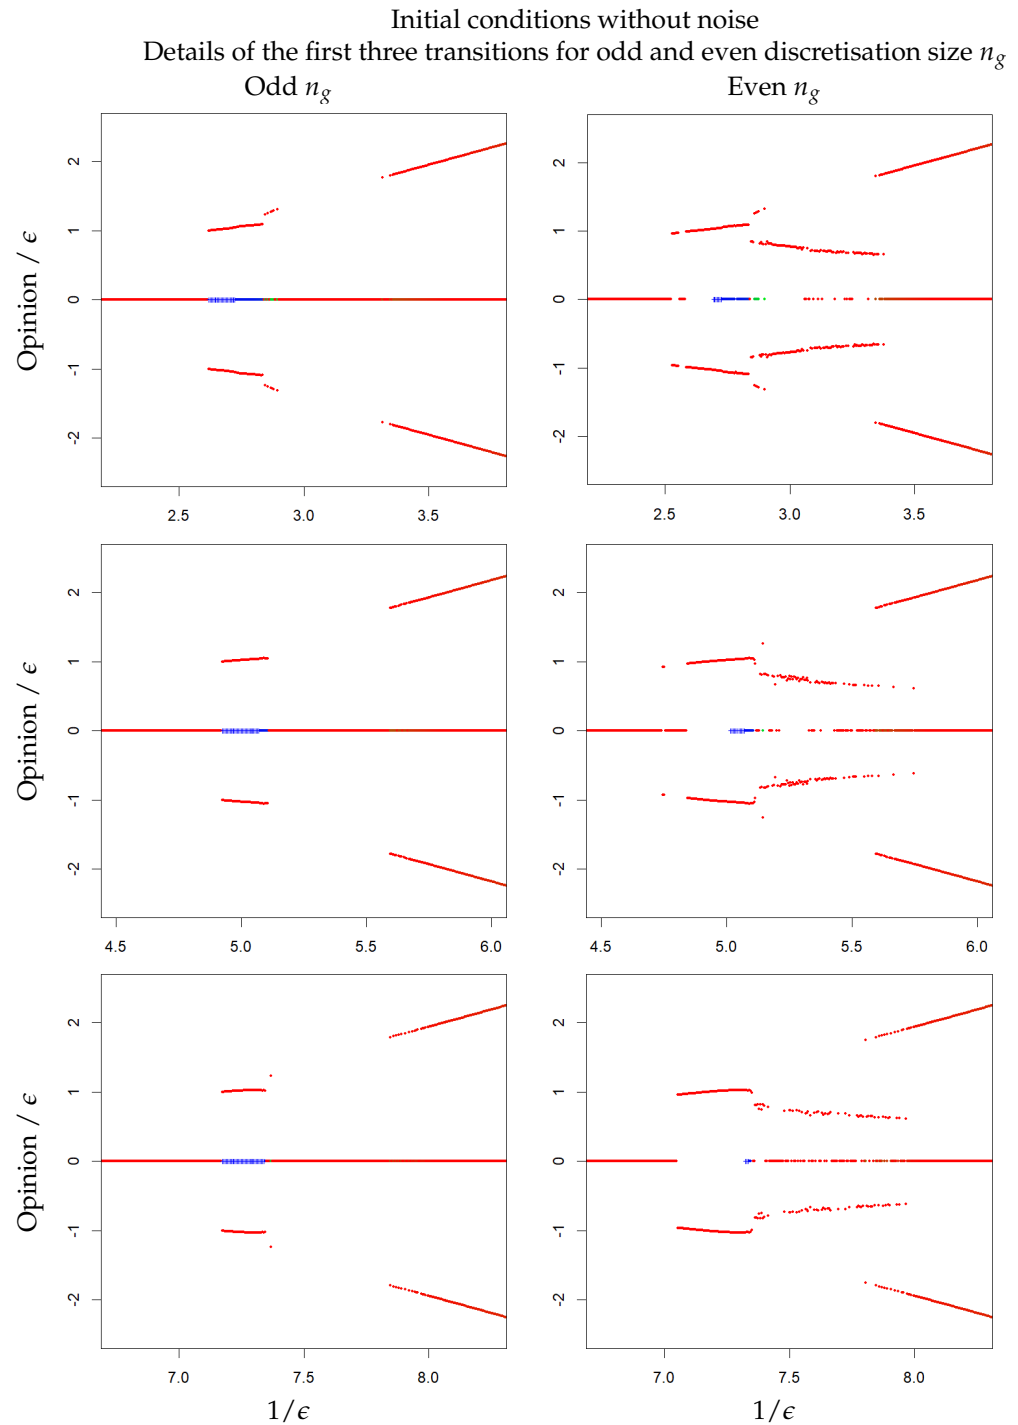 Initial conditions without noise
Details of the first three transitions for odd and even discretisation size n_g
Odd n_g
Even n_g
Opinion / ϵ
2
1
0
-1
-2
2.5 3.0 3.5
2
1
0
-1
-2
2.5 3.0 3.5
Opinion / ϵ
2
1
0
-1
-2
4.5 5.0 5.5 6.0
2
1
0
-1
-2
4.5 5.0 5.5 6.0
Opinion / ϵ
2
1
0
-1
-2
7.0 7.5 8.0
1/ϵ
2
1
0
-1
-2
7.0 7.5 8.0
1/ϵ